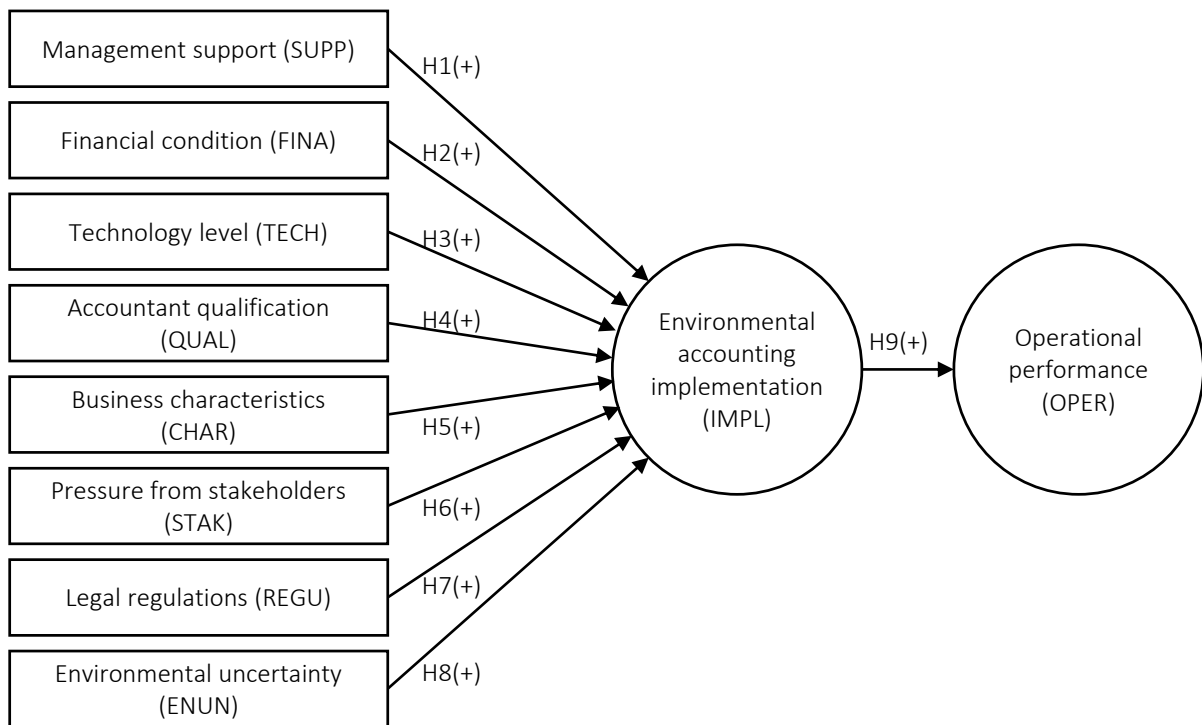 Management support (SUPP)
H1(+)
Financial condition (FINA)
H2(+)
Technology level (TECH)
H3(+)
Accountant qualification
(QUAL)
H4(+)
Business characteristics
(CHAR)
H5(+)
Pressure from stakeholders
(STAK)
H6(+)
Legal regulations (REGU)
H7(+)
Environmental uncertainty
(ENUN)
H8(+)
Environmental
accounting
implementation
(IMPL)
H9(+)
Operational
performance
(OPER)